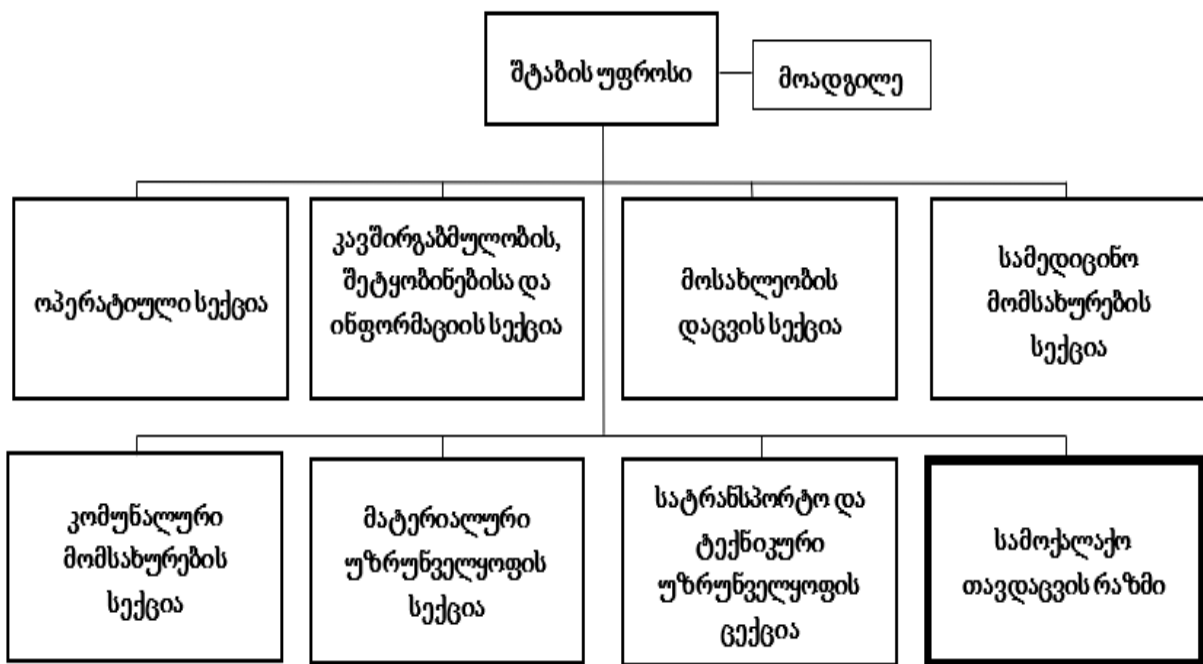 შტაბის უფროსი
მოადგილე
ოპერატიული სექცია
კავშირგაბმულობის,
შეტყობინებისა და
ინფორმაციის სექცია
მოსახლეობის
დაცვის სექცია
სამედიცინო
მომსახურების
სექცია
კომუნალური
მომსახურების
სექცია
მატერიალური
უზრუნველყოფის
სექცია
სატრანსპორტო და
ტექნიკური
უზრუნველყოფის
ცექცია
სამოქალაქო
თავდაცვის რაზმი